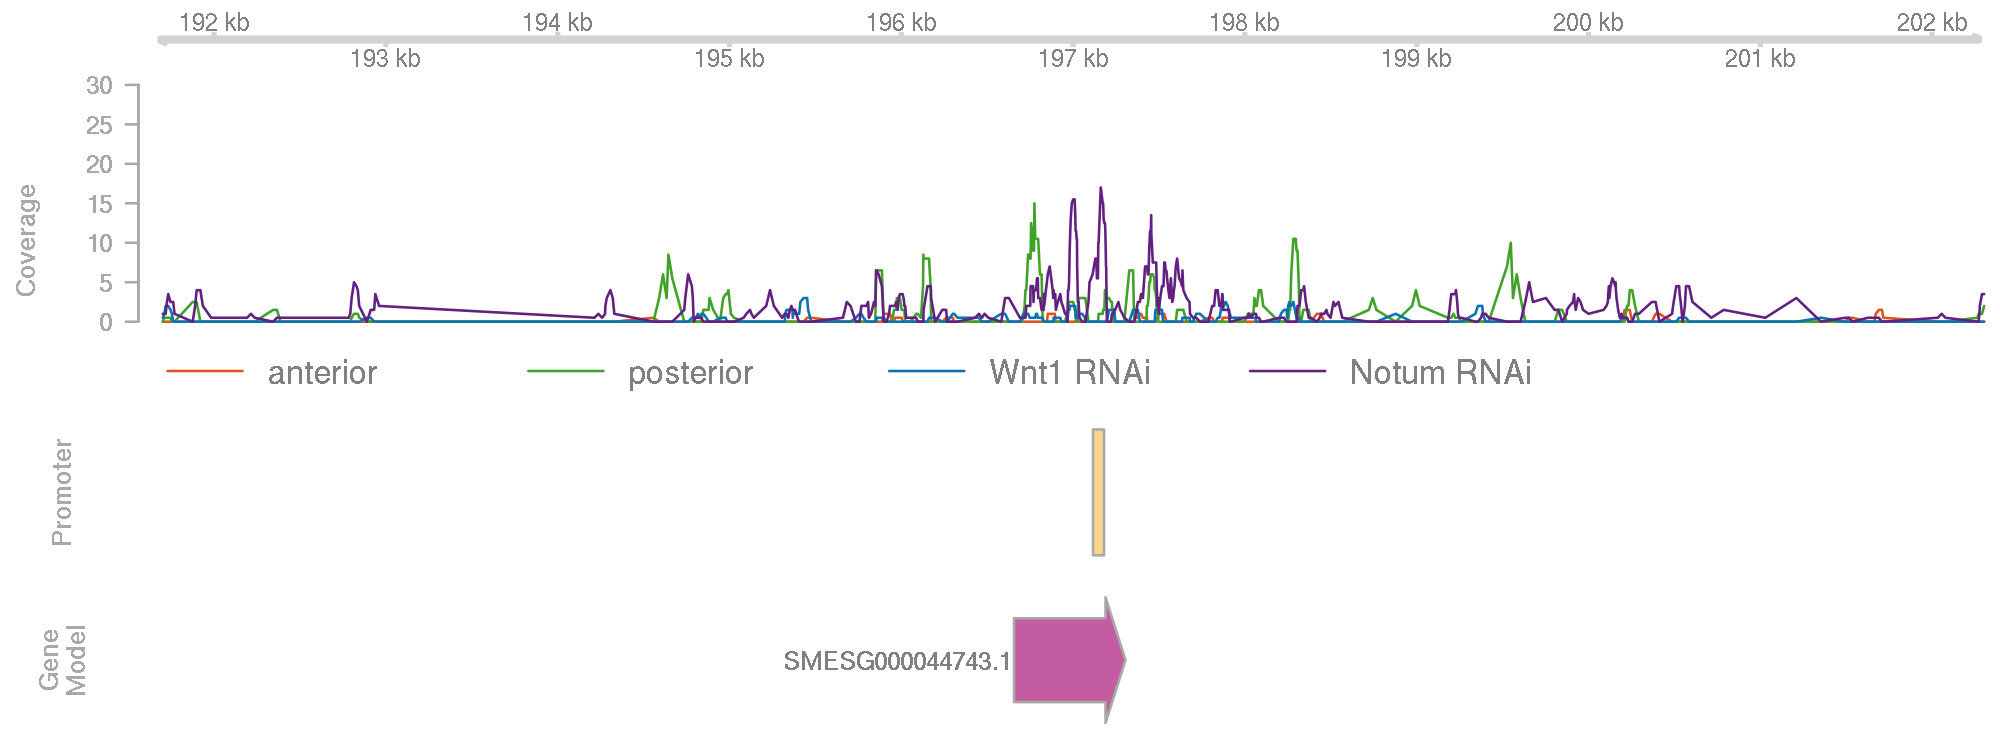 192 kb 194 kb 196 kb 198 kb 200 kb 202 kb
193 kb 195 kb 197 kb 199 kb 201 kb
30
25
20
15
10
5
0
Coverage
anterior posterior Wnt1 RNAi Notum RNAi
Promoter
Gene
Model
SMESG000044743.1